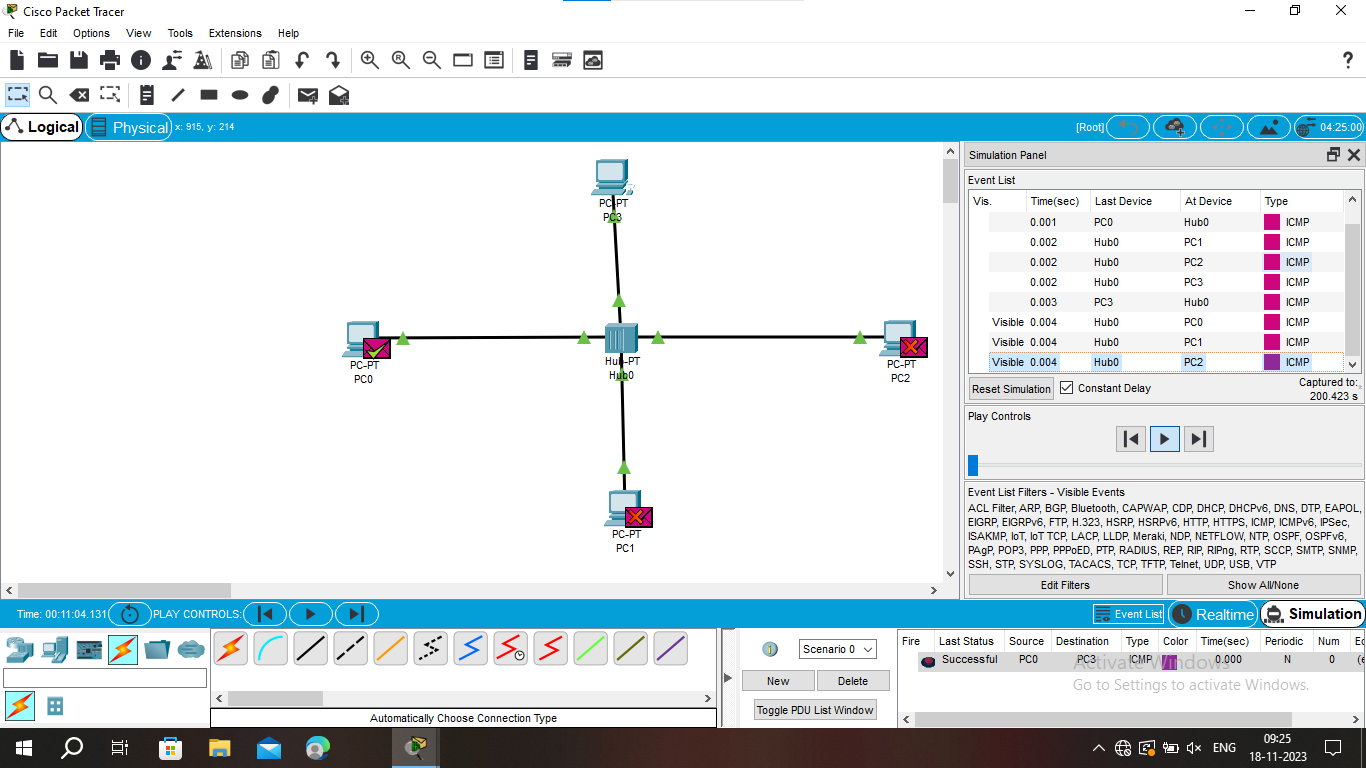 Cisco Packet Tracer
File Edit Options View Tools Extensions Help
?
Logical Physical x: 915, y: 214 [Root] 04:25:00
PC-PT
PC3
PC-PT
PC0
Hub-PT
Hub0
PC-PT
PC2
PC-PT
PC1
Simulation Panel
Event List
Vis. Time(sec) Last Device At Device Type
0.001 PC0 Hub0 ICMP
0.002 Hub0 PC1 ICMP
0.002 Hub0 PC2 ICMP
0.002 Hub0 PC3 ICMP
0.003 PC3 Hub0 ICMP
Visible 0.004 Hub0 PC0 ICMP
Visible 0.004 Hub0 PC1 ICMP
Visible 0.004 Hub0 PC2 ICMP
Reset Simulation Constant Delay Captured to:
200.423 s
Play Controls
Event List Filters - Visible Events
ACL Filter, ARP, BGP, Bluetooth, CAPWAP, CDP, DHCP, DHCPv6, DNS, DTP, EAPOL,
EIGRP, EIGRPv6, FTP, H.323, HSRP, HSRPv6, HTTP, HTTPS, ICMP, ICMPv6, IPSec,
ISAKMP, IoT, IoT TCP, LACP, LLDP, Meraki, NDP, NETFLOW, NTP, OSPF, OSPFv6,
PAgP, POP3, PPP, PPPoED, PTP, RADIUS, REP, RIP, RIPng, RTP, SCCP, SMTP, SNMP,
SSH, STP, SYSLOG, TACACS, TCP, TFTP, Telnet, UDP, USB, VTP
Edit Filters Show All/None
Time: 00:11:04.131 PLAY CONTROLS: Event List Realtime Simulation
Automatically Choose Connection Type
Scenario 0
New Delete
Toggle PDU List Window
Fire Last Status Source Destination Type Color Time(sec) Periodic Num Ec
Successful PC0 PC3 ICMP 0.000 N 0 (e
Activate Windows
Go to Settings to activate Windows.
ENG 09:25
18-11-2023